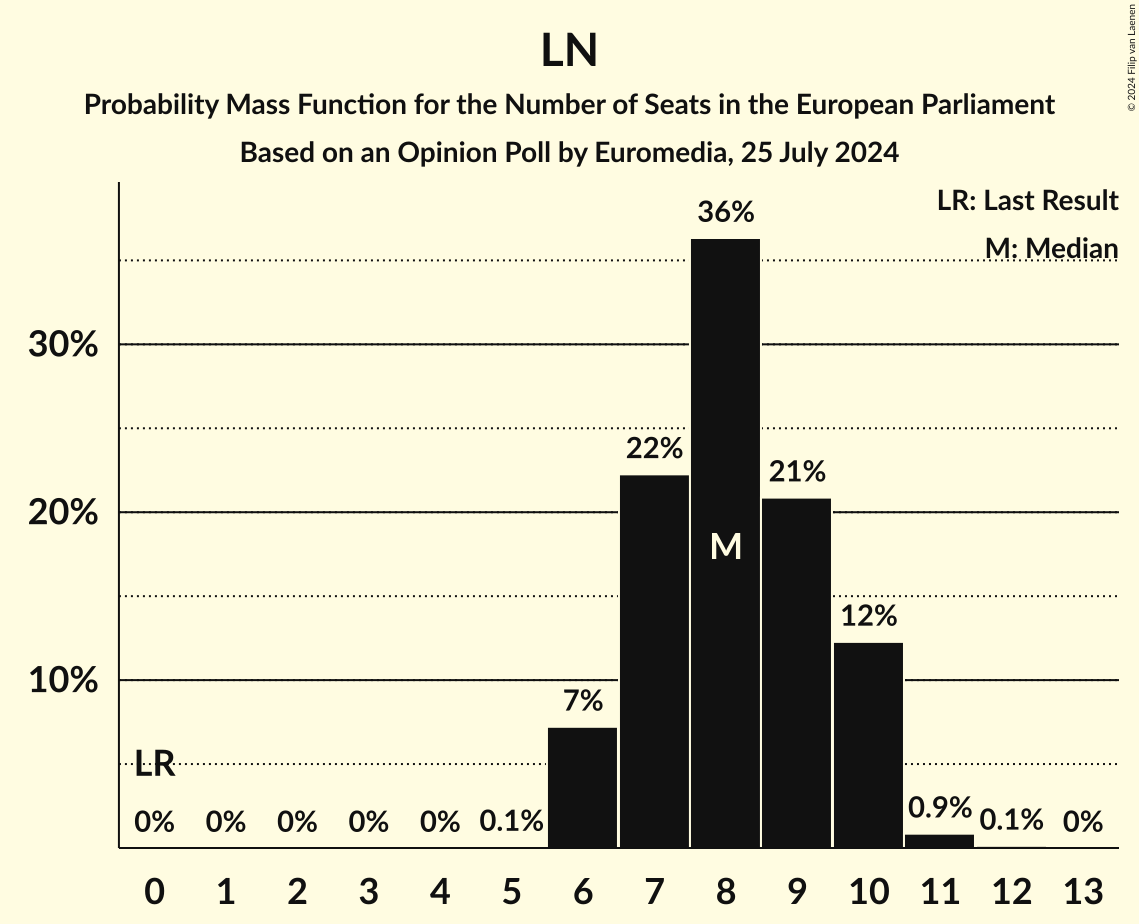 LN
Probability Mass Function for the Number of Seats in the European Parliament
Based on an Opinion Poll by Euromedia, 25 July 2024
© 2024 Filip van Laenen
LR: Last Result
M: Median
36%
30%
22%
21%
20%
M
12%
10%
7%
LR
0% 0% 0% 0% 0% 0.1% 0.9% 0.1% 0%
0 1 2 3 4 5 6 7 8 9 10 11 12 13